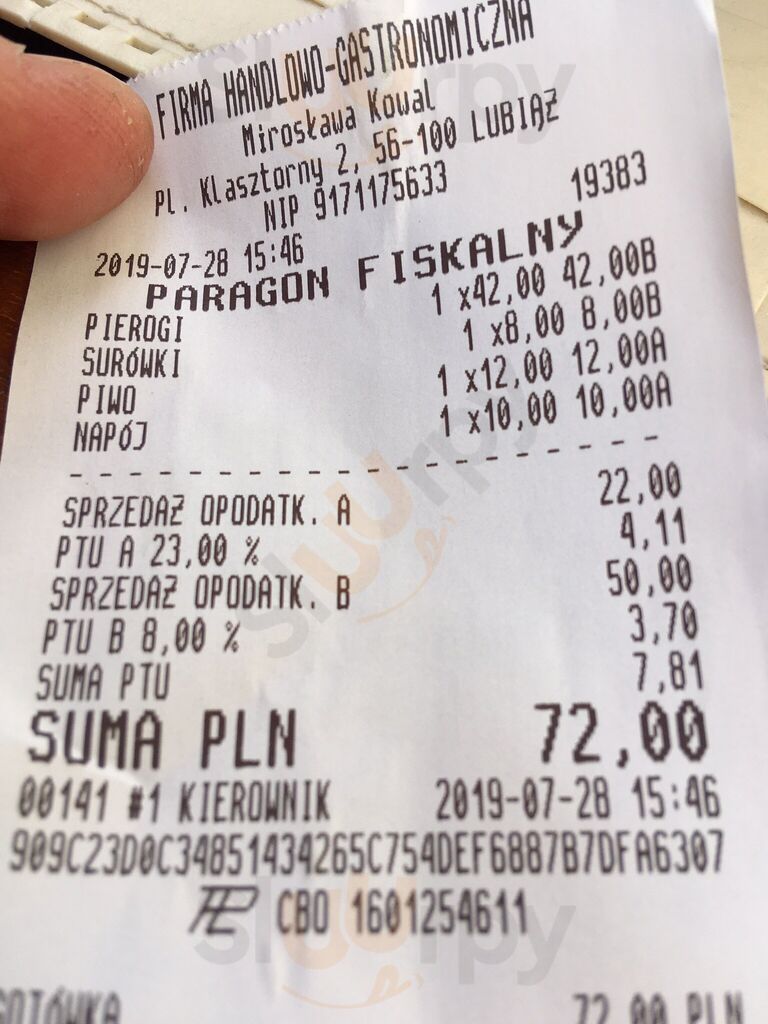 FIRMA HANDLOWO-GASTRONOMICZNA
Mirosława Kowal
Pl. Klasztorny 2, 56-100 LUBIĄŻ
NIP 9171175633
2019-07-28 15:46 19383
PARAGON FISKALNY
PIEROGI 1 x42,00 42,00B
SURÓWKI 1 x8,00 8,00B
PIWO 1 x12,00 12,00A
NAPÓJ 1 x10,00 10,00A
SPRZEDAŻ OPODATK. A 22,00
PTU A 23,00 % 4,11
SPRZEDAŻ OPODATK. B 50,00
PTU B 8,00 % 3,70
SUMA PTU 7,81
SUMA PLN 72,00
00141 #1 KIEROWNIK 2019-07-28 15:46
909C23D0C34851434265C754DEF6887B7DFA6307
CBO 1601254611
GOTÓWKA 72,00 PLN
sluurpy
sluurpy
sluurpy